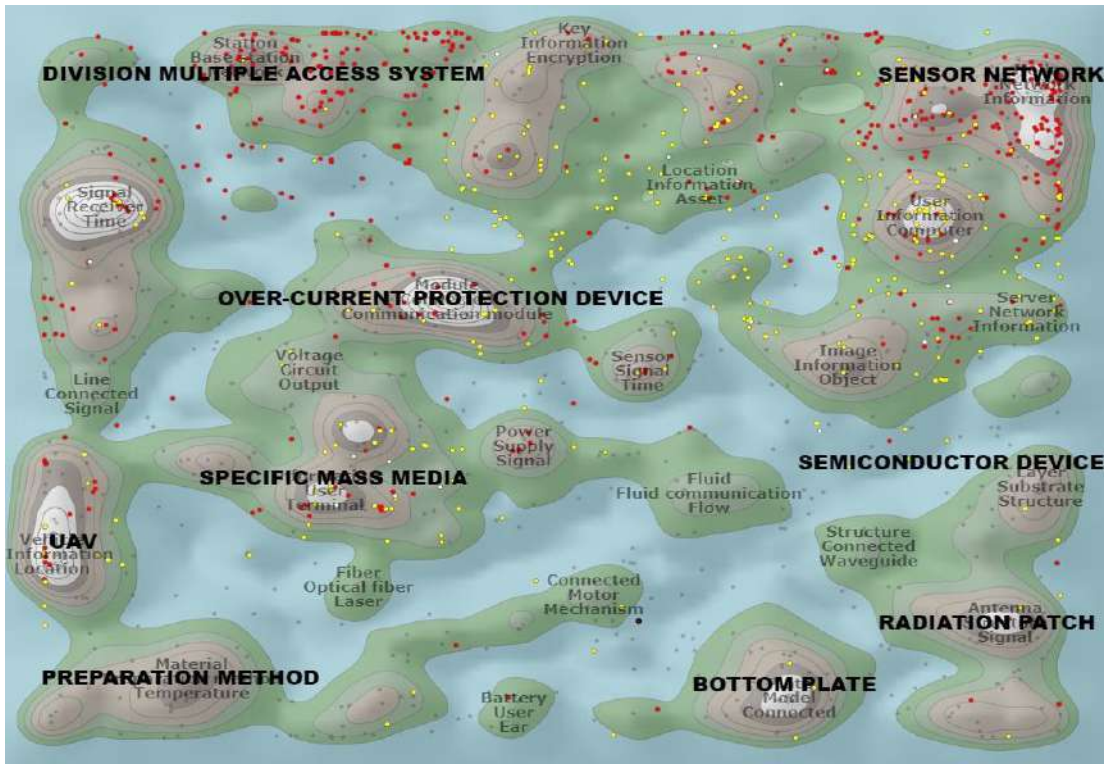 Station
Base Station
DIVISION MULTIPLE ACCESS SYSTEM
Key
Information
Encryption
SENSOR NETWORK
Network
Information
Signal
Receiver
Time
Location
Information
Asset
User
Information
Computer
Module
OVER-CURRENT PROTECTION DEVICE
Communication module
Server
Network
Information
Voltage
Circuit
Output
Sensor
Signal
Time
Image
Information
Object
Line
Connected
Signal
Power
Supply
Signal
SPECIFIC MASS MEDIA
User
Terminal
SEMICONDUCTOR DEVICE
Layer
Substrate
Structure
Fluid
Fluid communication
Flow
UAV
Information
Location
Structure
Connected
Waveguide
Fiber
Optical fiber
Laser
Connected
Motor
Mechanism
Antenna
RADIATION PATCH
Signal
Material
PREPARATION METHOD
Temperature
BOTTOM PLATE
Model
Connected
Battery
User
Ear